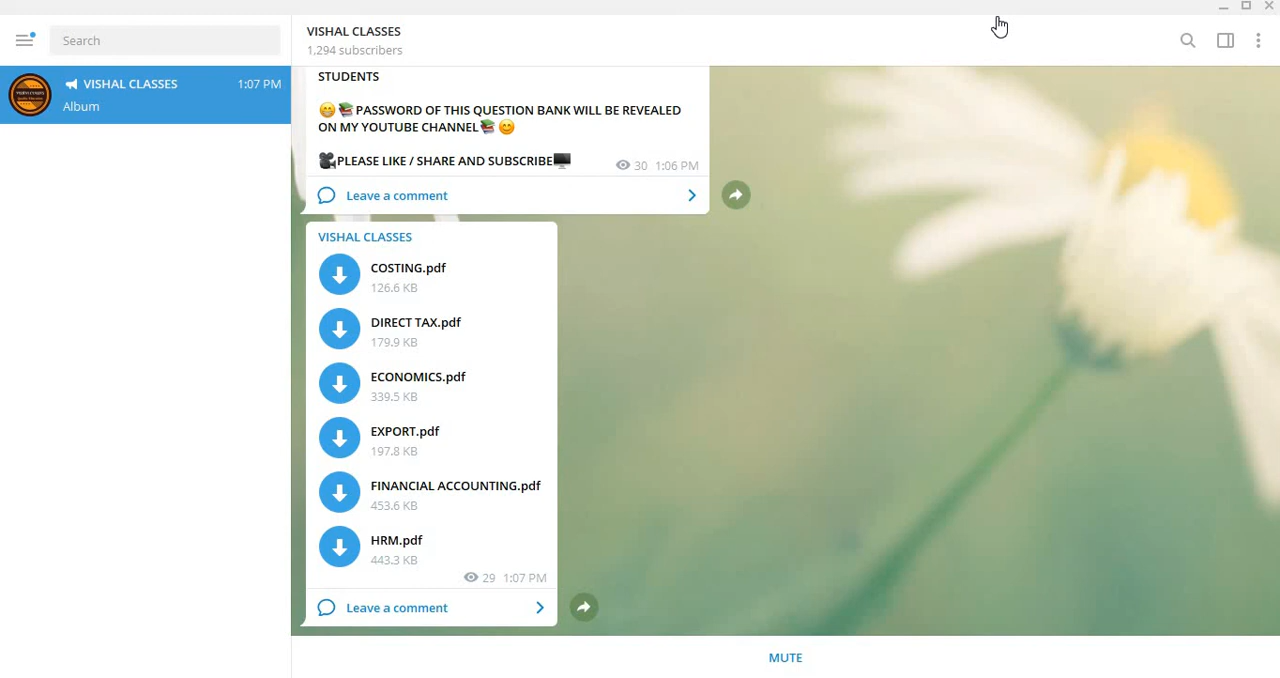 Search
VISHAL CLASSES 1:07 PM
Album
VISHAL CLASSES
1,294 subscribers
STUDENTS
😁📚PASSWORD OF THIS QUESTION BANK WILL BE REVEALED
ON MY YOUTUBE CHANNEL📚😊
🎥PLEASE LIKE / SHARE AND SUBSCRIBE🖥️
30 1:06 PM
Leave a comment
VISHAL CLASSES
COSTING.pdf
126.6 KB
DIRECT TAX.pdf
179.9 KB
ECONOMICS.pdf
339.5 KB
EXPORT.pdf
197.8 KB
FINANCIAL ACCOUNTING.pdf
453.6 KB
HRM.pdf
443.3 KB
29 1:07 PM
Leave a comment
MUTE